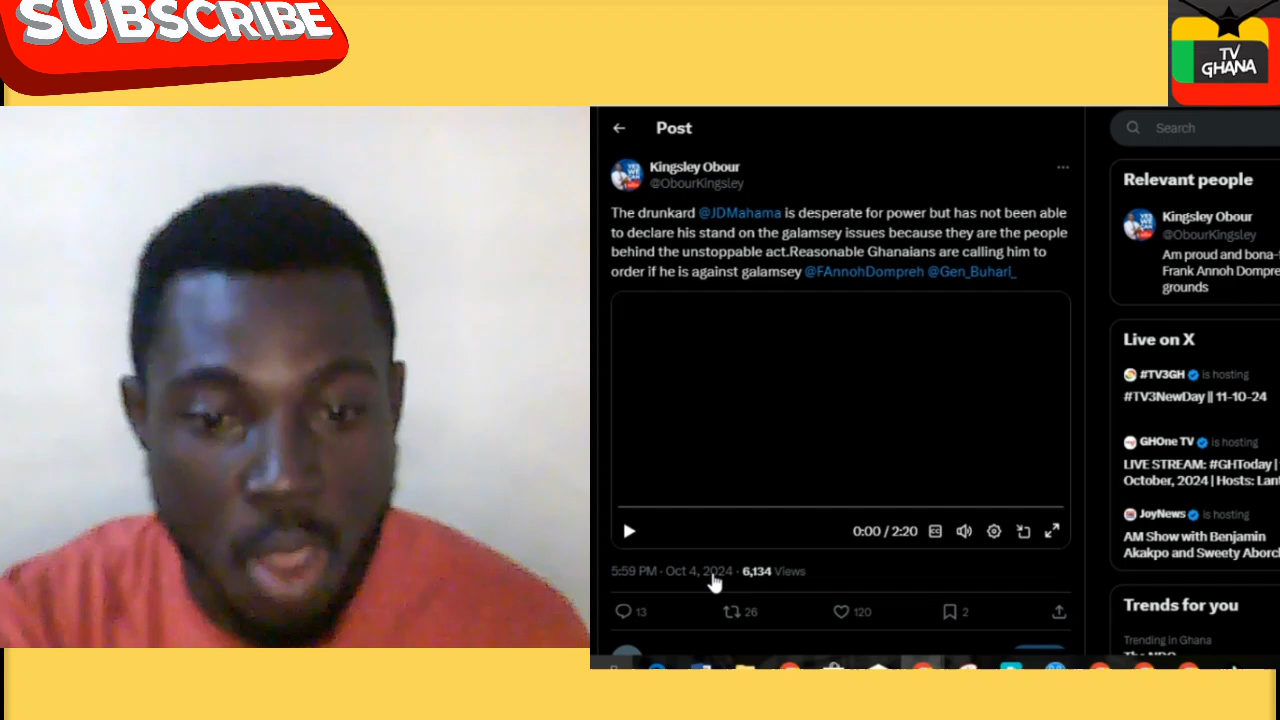 SUBSCRIBE
TV
GHANA
Post
Search
Kingsley Obour
@ObourKingsley
The drunkard @JDMahama is desperate for power but has not been able
to declare his stand on the galamsey issues because they are the people
behind the unstoppable act.Reasonable Ghanaians are calling him to
order if he is against galamsey @FAnnohDompreh @Gen_Buhari_
0:00 / 2:20
5:59 PM · Oct 4, 2024 · 6,134 Views
13 26 120 2
Relevant people
Kingsley Obour
@ObourKingsley
Am proud and bona-
Frank Annoh Dompre
grounds
Live on X
#TV3GH is hosting
#TV3NewDay || 11-10-24
GHOne TV is hosting
LIVE STREAM: #GHToday |
October, 2024 | Hosts: Lan
JoyNews is hosting
AM Show with Benjamin
Akakpo and Sweety Aborc
Trends for you
Trending in Ghana